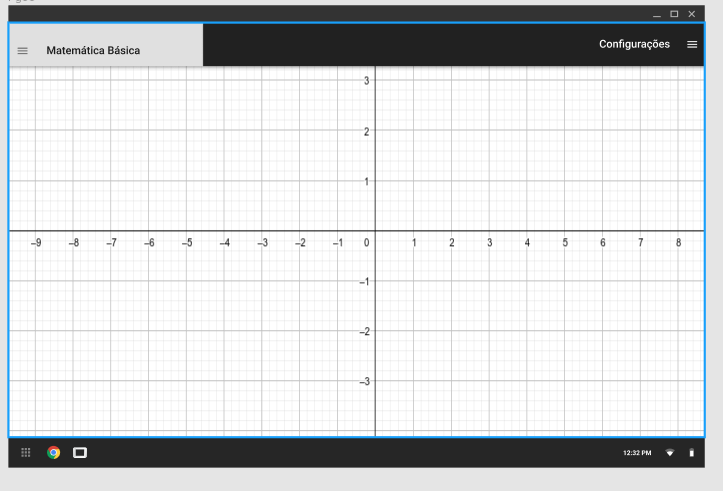 Matemática Básica
Configurações
3
2
1
–9 –8 –7 –6 –5 –4 –3 –2 –1 0 1 2 3 4 5 6 7 8
–1
–2
–3
12:32 PM